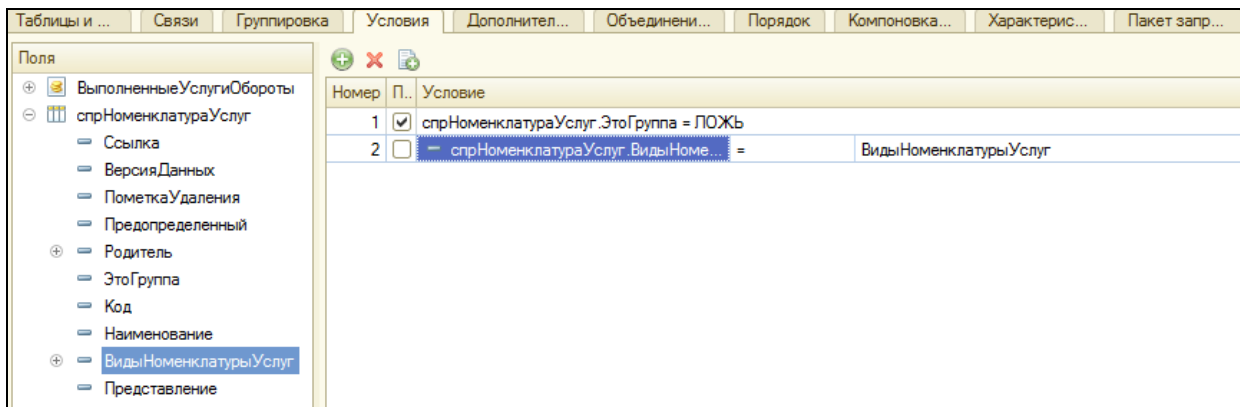 Таблицы и ... Связи Группировка Условия Дополнител... Объединени... Порядок Компоновка... Характерис... Пакет запр...
Поля
ВыполненныеУслугиОбороты
спрНоменклатураУслуг
Ссылка
ВерсияДанных
ПометкаУдаления
Предопределенный
Родитель
ЭтоГруппа
Код
Наименование
ВидыНоменклатурыУслуг
Представление
Номер П.. Условие
1 спрНоменклатураУслуг.ЭтоГруппа = ЛОЖЬ
2 спрНоменклатураУслуг.ВидыНоме... = ВидыНоменклатурыУслуг